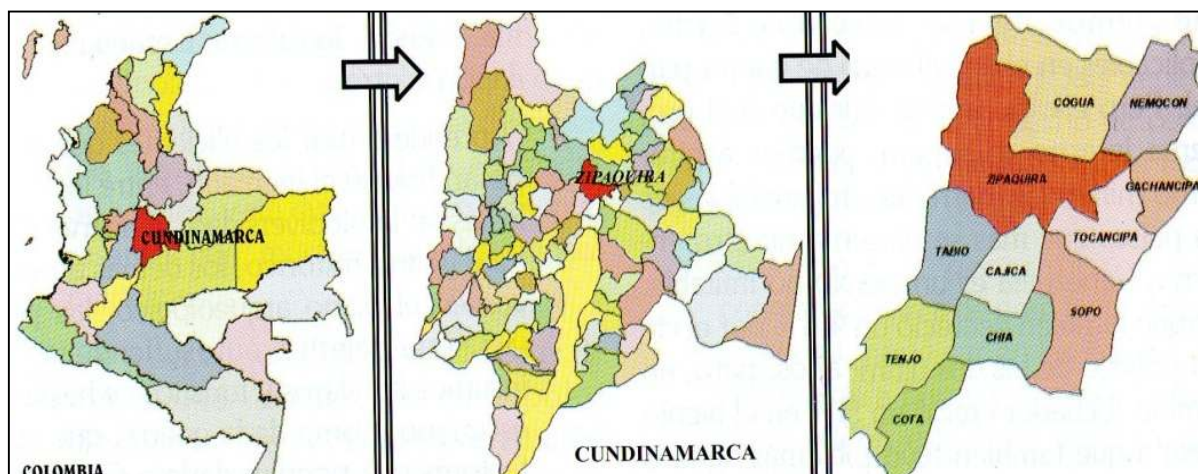 CUNDINAMARCA
COLOMBIA
ZIPAQUIRA
CUNDINAMARCA
COGUA
NEMOCON
ZIPAQUIRA
GACHANCIPA
TOCANCIPA
TABIO
CAJICA
SOPO
CHIA
TENJO
COTA